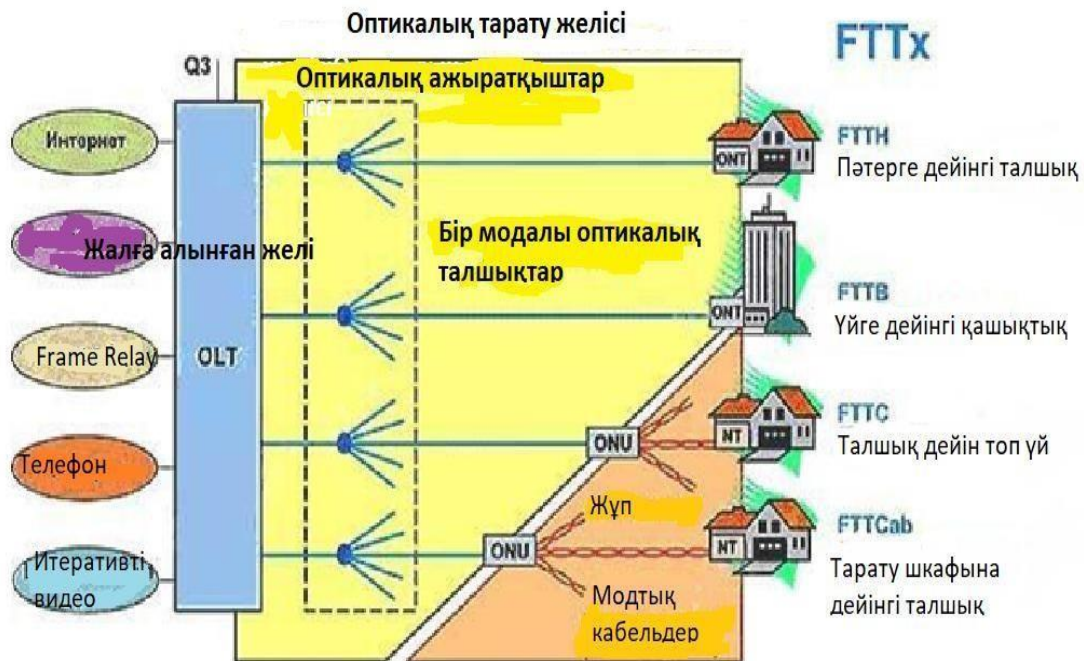 Оптикалық тарату желісі
FTTx
Q3
Оптикалық ажыратқыштар
Интернет
Жалға алынған желі
Frame Relay
Телефон
Итеративті
видео
OLT
Бір модалы оптикалық
талшықтар
ONT
FTTH
Пәтерге дейінгі талшық
ONT
FTTB
Үйге дейінгі қашықтық
ONU
NT
FTTC
Талшық дейін топ үй
Жұп
ONU
NT
FTTCab
Тарату шкафына
дейінгі талшық
Модтық
кабельдер